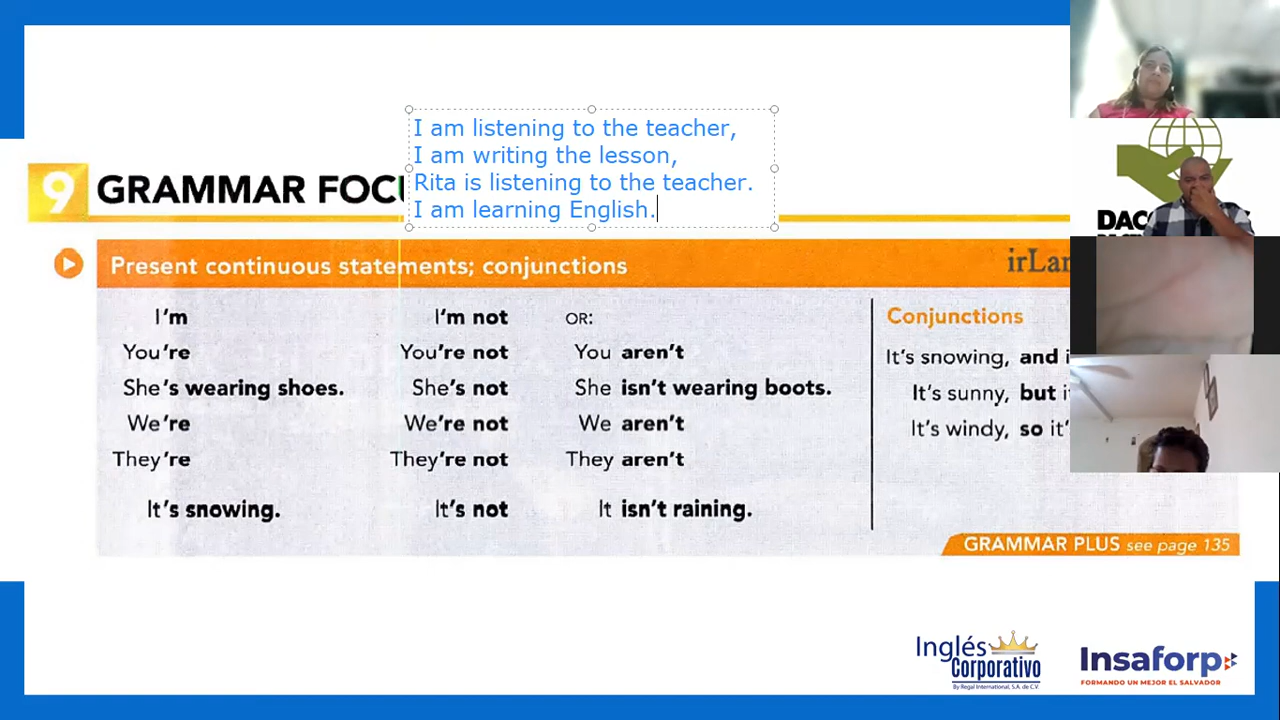 I am listening to the teacher,
I am writing the lesson,
Rita is listening to the teacher.
I am learning English.
9 GRAMMAR FOCU
Present continuous statements; conjunctions
irLan
I'm I'm not OR:
You're You're not You aren't
She's wearing shoes. She's not She isn't wearing boots.
We're We're not We aren't
They're They're not They aren't
It's snowing. It's not It isn't raining.
Conjunctions
It's snowing, and i
It's sunny, but it
It's windy, so it'
GRAMMAR PLUS see page 135
DAC
Inglés
Corporativo
By Regal International, S.A. de C.V.
Insaforp
FORMANDO UN MEJOR EL SALVADOR